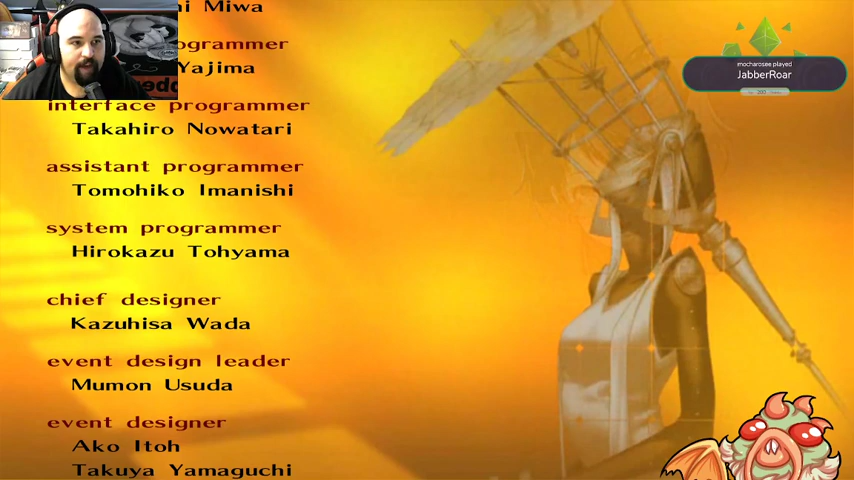 Miwa
programmer
Yajima
interface programmer
Takahiro Nowatari
assistant programmer
Tomohiko Imanishi
system programmer
Hirokazu Tohyama
chief designer
Kazuhisa Wada
event design leader
Mumon Usuda
event designer
Ako Itoh
Takuya Yamaguchi
mocharosee played
JabberRoar